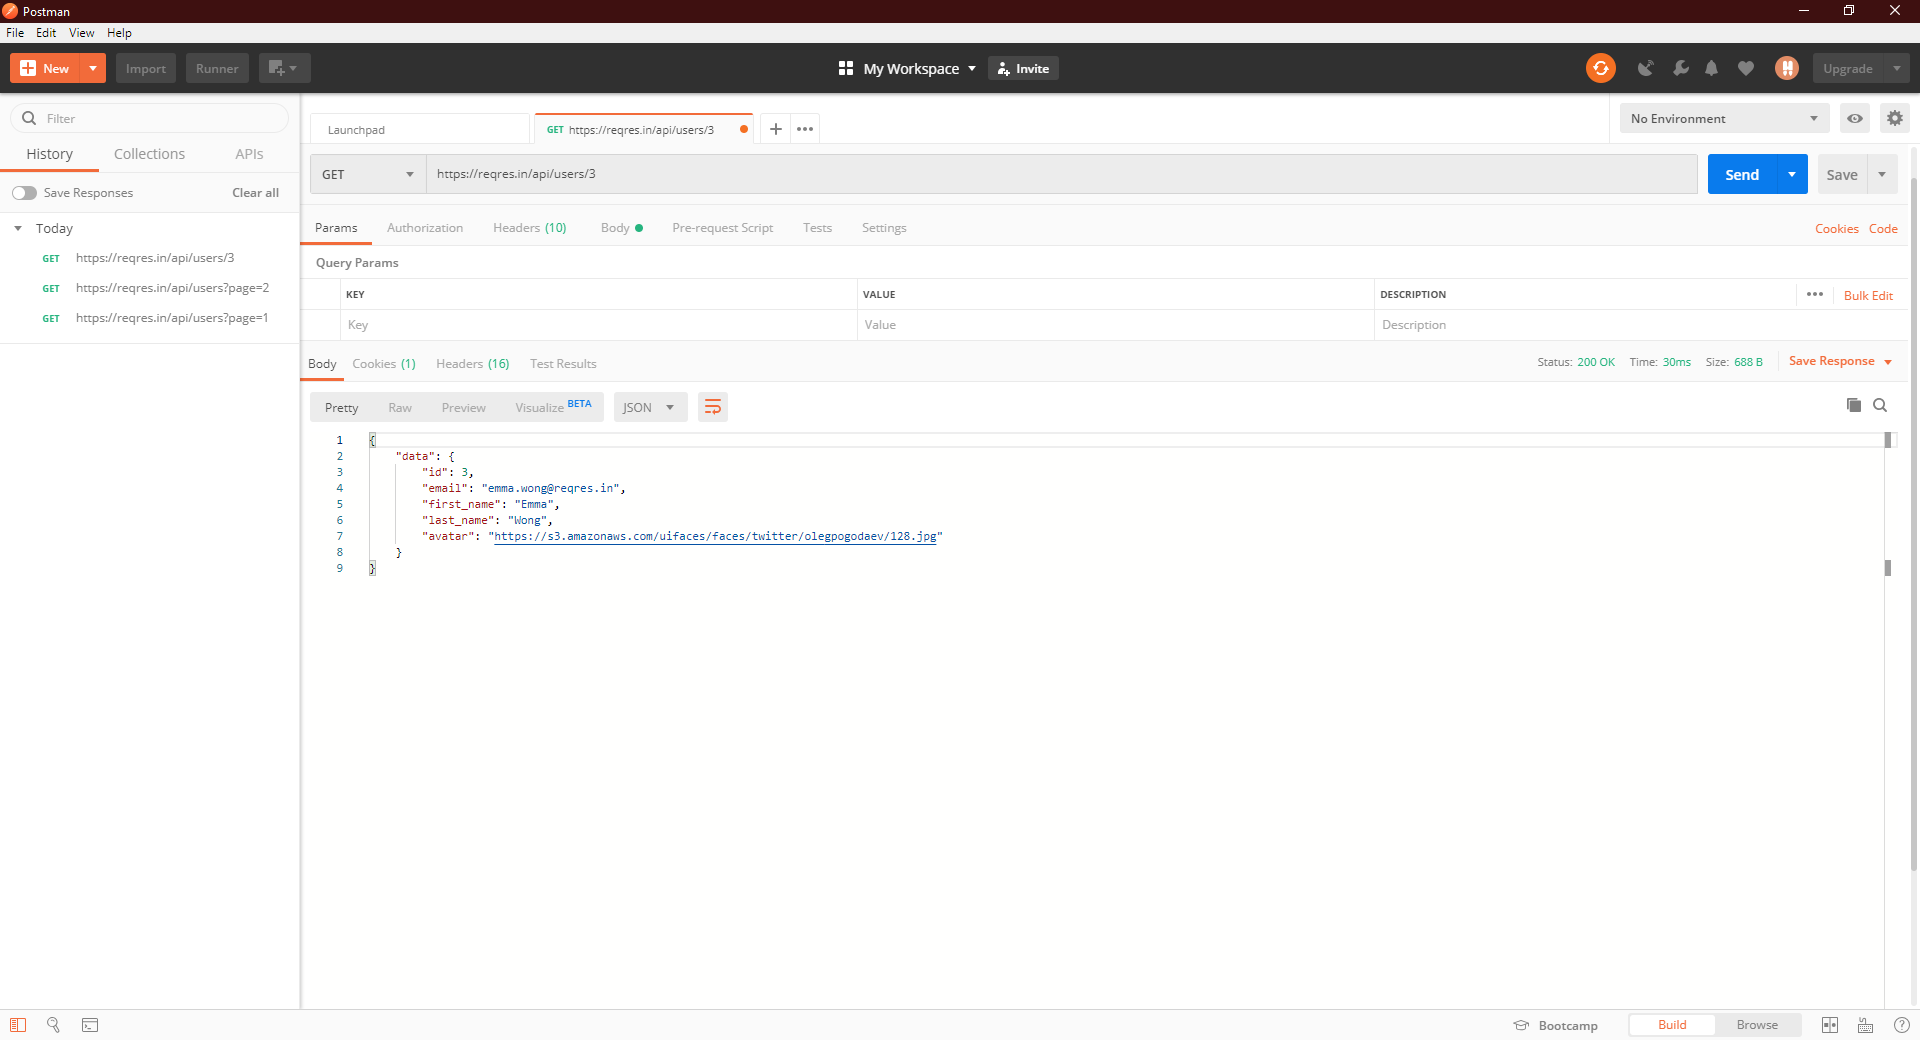 Postman
File Edit View Help
New Import Runner My Workspace Invite Upgrade
Filter
History Collections APIs
Save Responses Clear all
Today
GET https://reqres.in/api/users/3
GET https://reqres.in/api/users?page=2
GET https://reqres.in/api/users?page=1
Launchpad GET https://reqres.in/api/users/3 No Environment
GET https://reqres.in/api/users/3 Send Save
Params Authorization Headers (10) Body Pre-request Script Tests Settings Cookies Code
Query Params
KEY VALUE DESCRIPTION Bulk Edit
Key Value Description
Body Cookies (1) Headers (16) Test Results Status: 200 OK Time: 30ms Size: 688 B Save Response
Pretty Raw Preview Visualize BETA JSON
1 {
2 "data": {
3 "id": 3,
4 "email": "emma.wong@reqres.in",
5 "first_name": "Emma",
6 "last_name": "Wong",
7 "avatar": "https://s3.amazonaws.com/uifaces/faces/twitter/olegpogodaev/128.jpg"
8 }
9 }
Bootcamp Build Browse